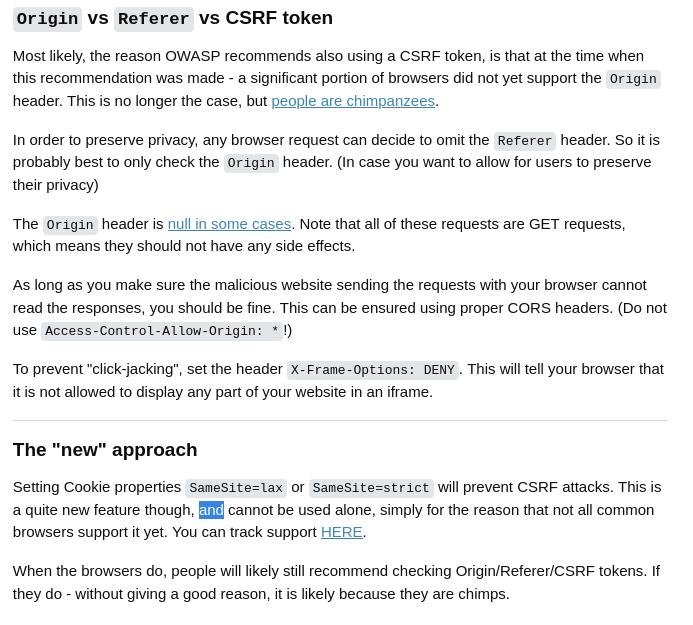 Origin vs Referer vs CSRF token
Most likely, the reason OWASP recommends also using a CSRF token, is that at the time when
this recommendation was made - a significant portion of browsers did not yet support the Origin
header. This is no longer the case, but people are chimpanzees.
In order to preserve privacy, any browser request can decide to omit the Referer header. So it is
probably best to only check the Origin header. (In case you want to allow for users to preserve
their privacy)
The Origin header is null in some cases. Note that all of these requests are GET requests,
which means they should not have any side effects.
As long as you make sure the malicious website sending the requests with your browser cannot
read the responses, you should be fine. This can be ensured using proper CORS headers. (Do not
use Access-Control-Allow-Origin: *!)
To prevent "click-jacking", set the header X-Frame-Options: DENY. This will tell your browser that
it is not allowed to display any part of your website in an iframe.
The "new" approach
Setting Cookie properties SameSite=lax or SameSite=strict will prevent CSRF attacks. This is
a quite new feature though, and cannot be used alone, simply for the reason that not all common
browsers support it yet. You can track support HERE.
When the browsers do, people will likely still recommend checking Origin/Referer/CSRF tokens. If
they do - without giving a good reason, it is likely because they are chimps.